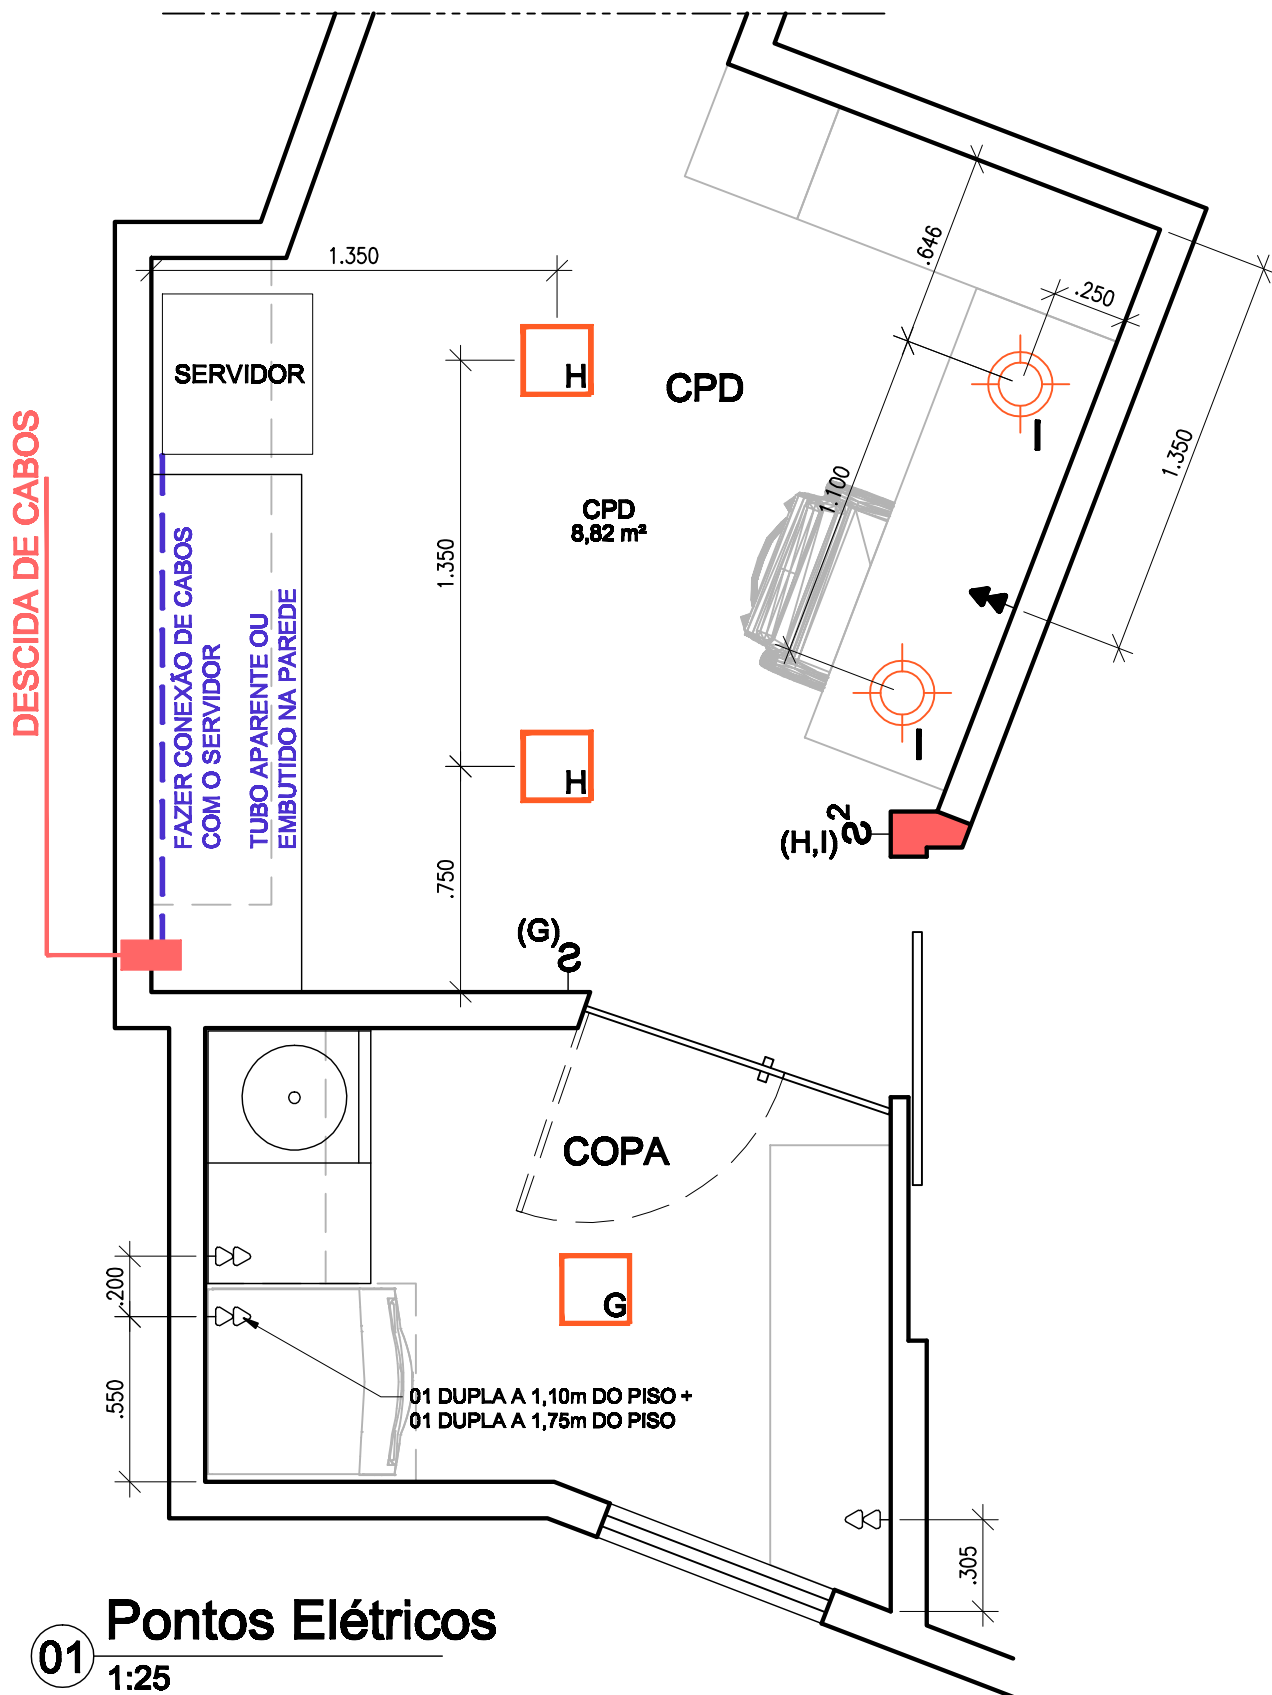 1.350
.646
.250
SERVIDOR
H
CPD
I
1.350
DESCIDA DE CABOS
1.100
CPD
8,82 m²
1.350
FAZER CONEXÃO DE CABOS
COM O SERVIDOR
TUBO APARENTE OU
EMBUTIDO NA PAREDE
H
I
(H,I) S2
.750
(G) S
COPA
.200
G
.550
01 DUPLA A 1,10m DO PISO +
01 DUPLA A 1,75m DO PISO
.305
01
Pontos Elétricos
1:25